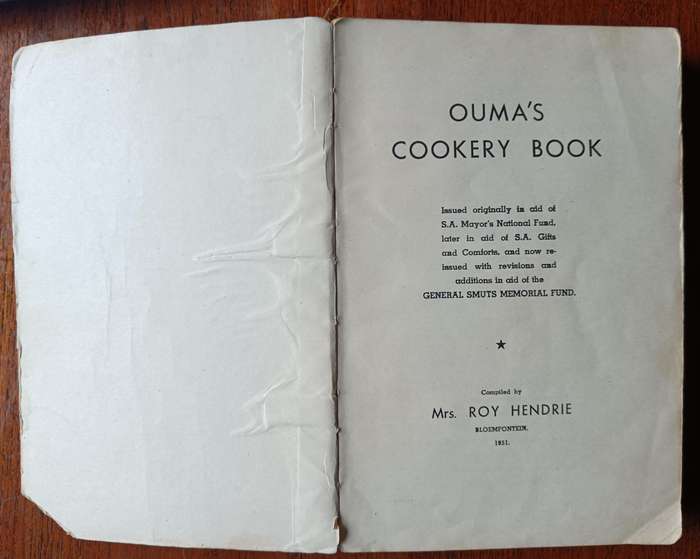 OUMA'S
COOKERY BOOK
Issued originally in aid of
S.A. Mayor's National Fund,
later in aid of S.A. Gifts
and Comforts, and now re-
issued with revisions and
additions in aid of the
GENERAL SMUTS MEMORIAL FUND.
★
Compiled by
Mrs. ROY HENDRIE
BLOEMFONTEIN.
1951.